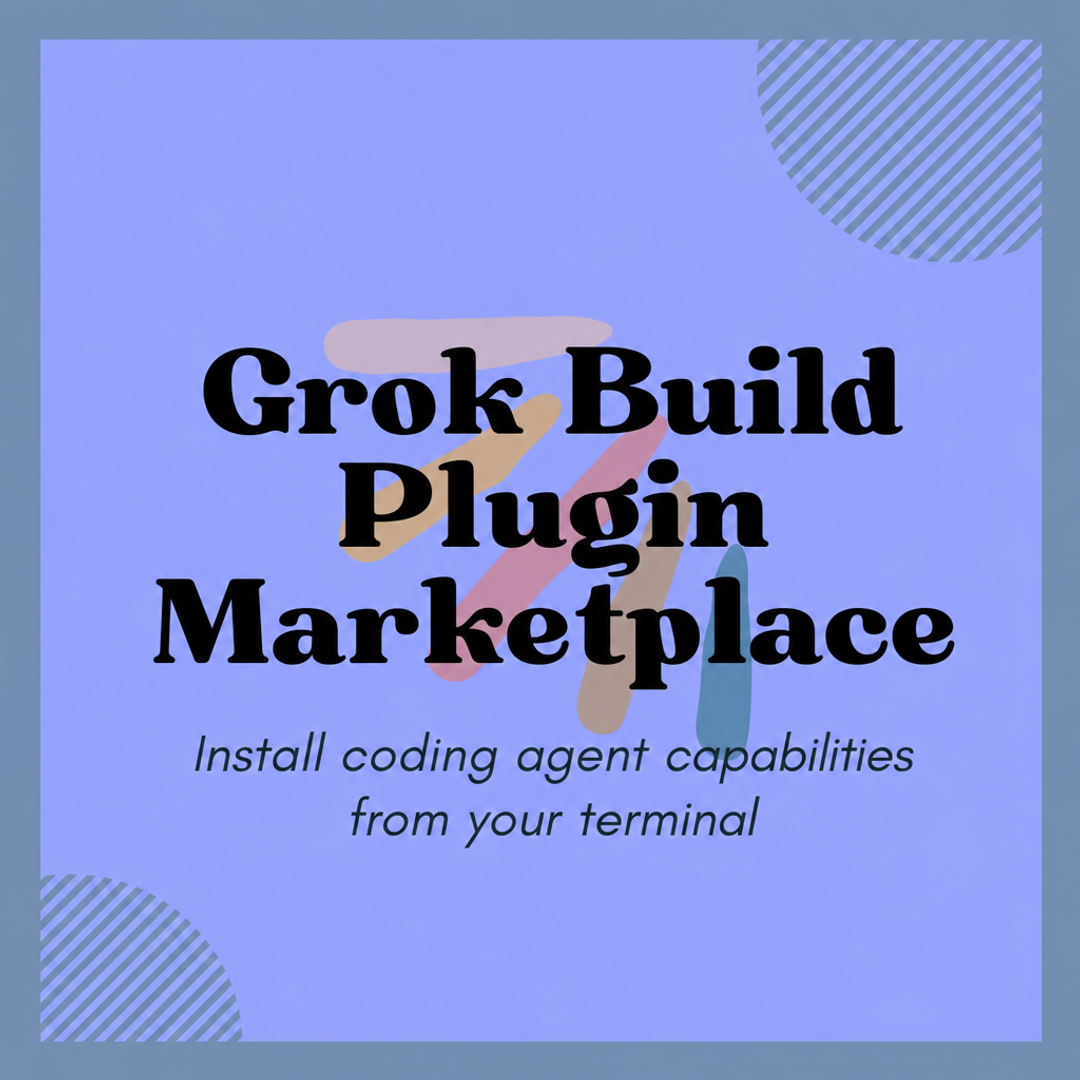 Grok Build
Plugin
Marketplace
Install coding agent capabilities
from your terminal